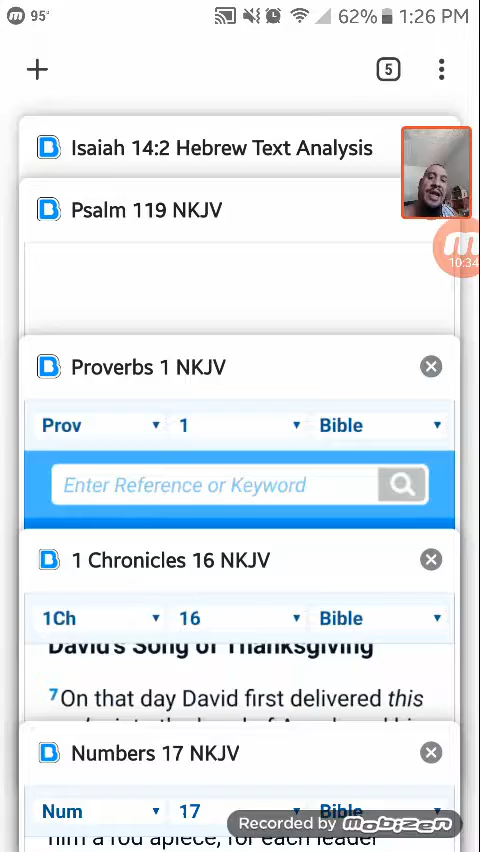 95°
62% 1:26 PM
5
Isaiah 14:2 Hebrew Text Analysis
Psalm 119 NKJV
10:34
Proverbs 1 NKJV
Prov 1 Bible
Enter Reference or Keyword
1 Chronicles 16 NKJV
1Ch 16 Bible
David's Song of Thanksgiving
7 On that day David first delivered this
Numbers 17 NKJV
Num 17 Bible
Recorded by mobizen
him a rod apiece, for each leader